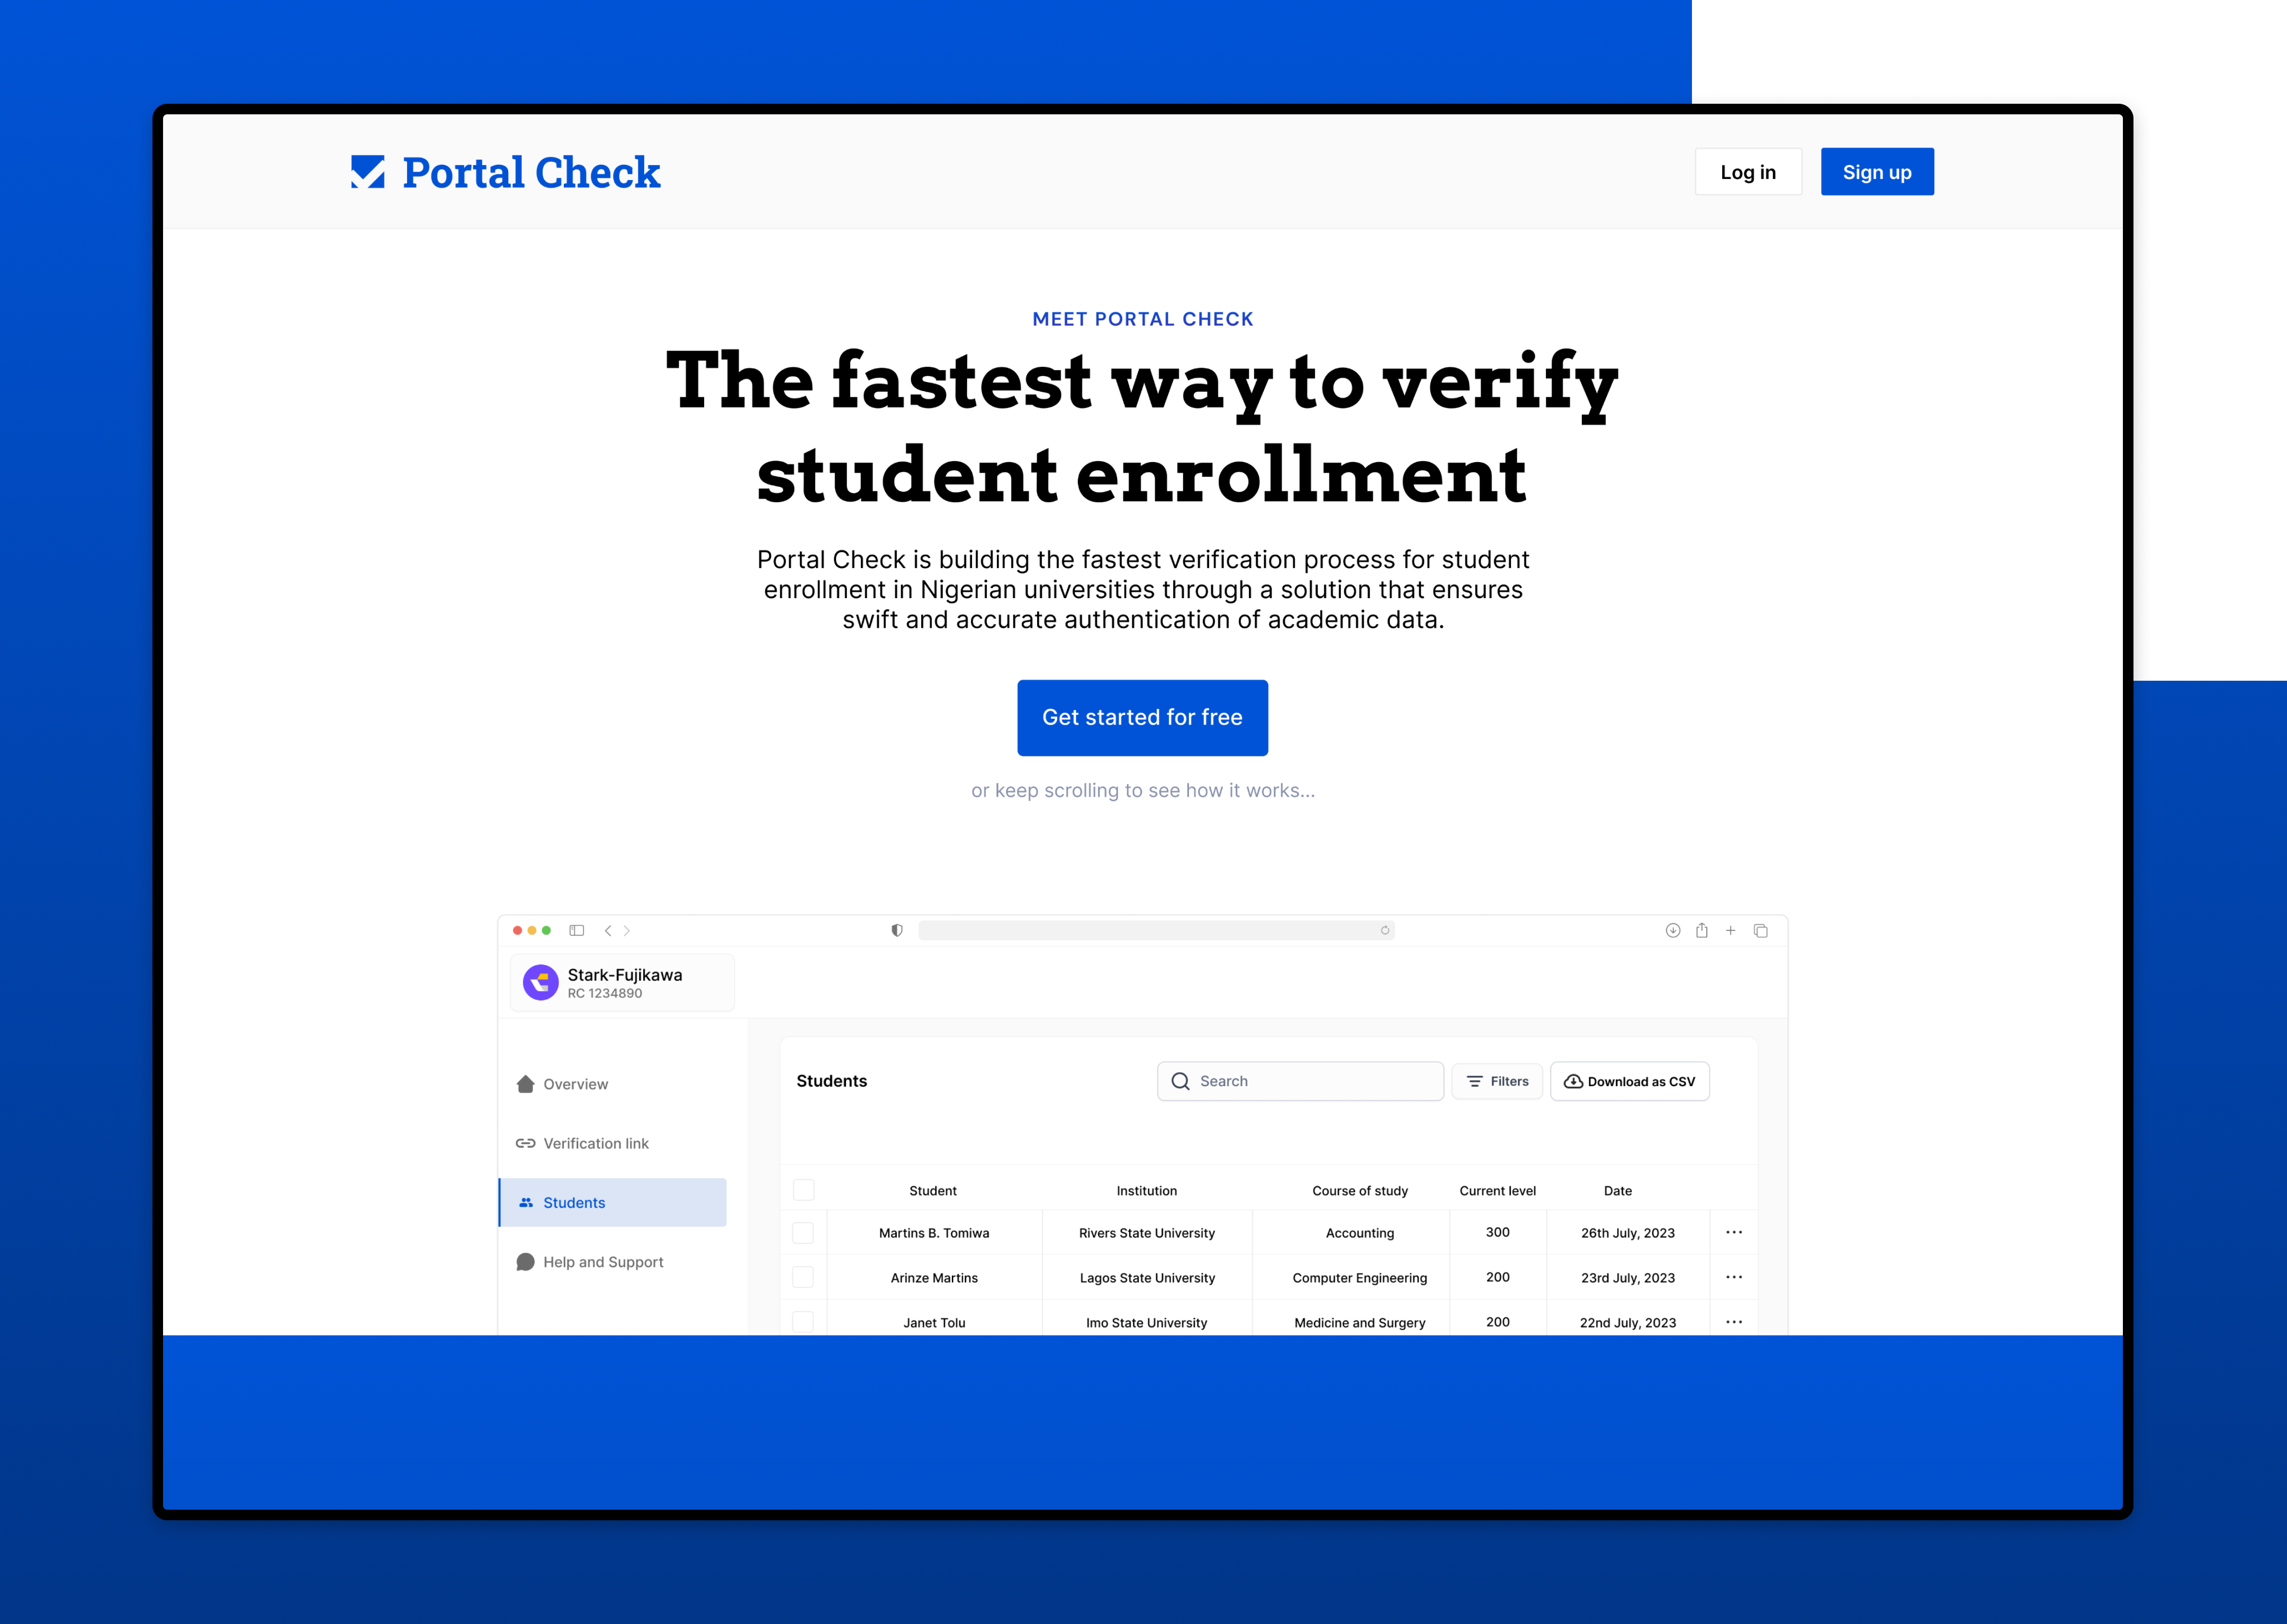 Portal Check
Log in
Sign up
MEET PORTAL CHECK
The fastest way to verify
student enrollment
Portal Check is building the fastest verification process for student
enrollment in Nigerian universities through a solution that ensures
swift and accurate authentication of academic data.
Get started for free
or keep scrolling to see how it works...
Stark-Fujikawa
RC 1234890
Overview
Verification link
Students
Help and Support
Students
Search
Filters
Download as CSV
Student Institution Course of study Current level Date
Martins B. Tomiwa Rivers State University Accounting 300 26th July, 2023
Arinze Martins Lagos State University Computer Engineering 200 23rd July, 2023
Janet Tolu Imo State University Medicine and Surgery 200 22nd July, 2023